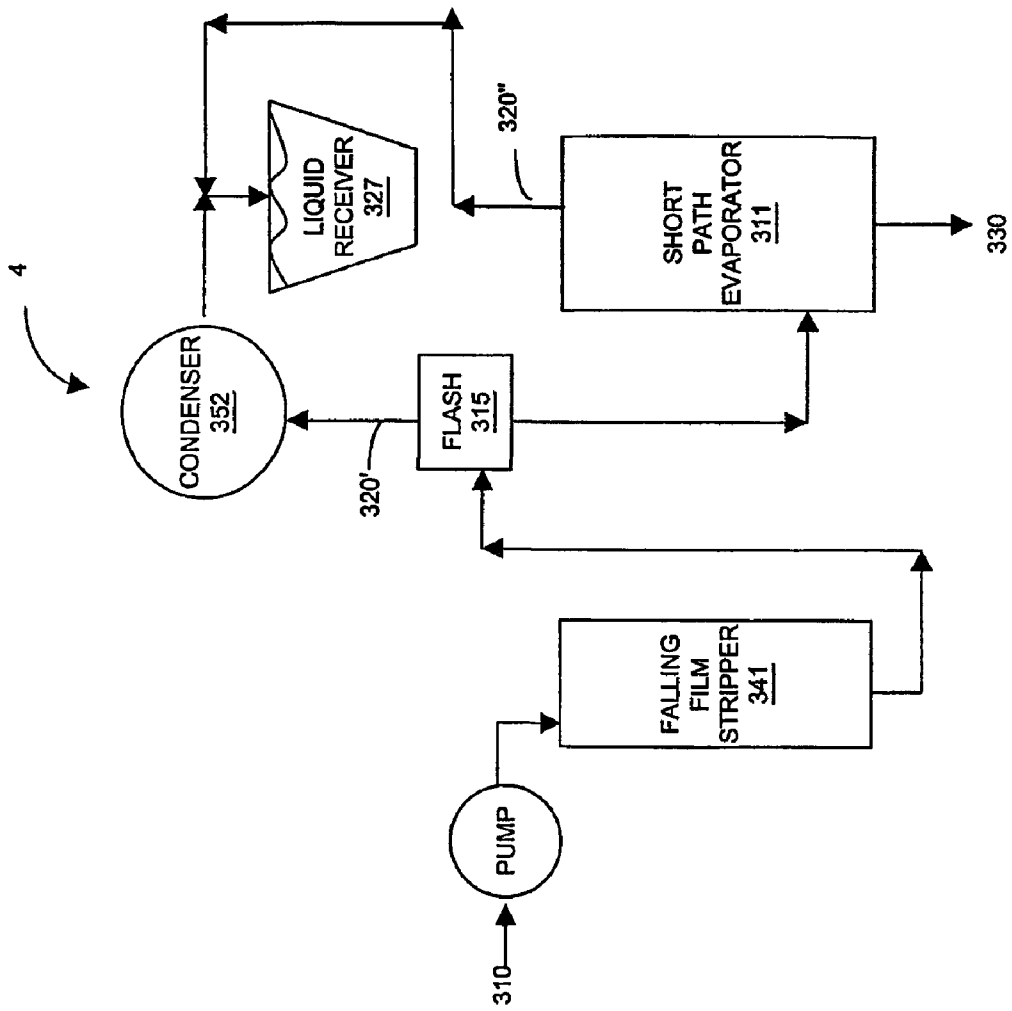 4
CONDENSER
352
LIQUID
RECEIVER
327
320"
320'
FLASH
315
SHORT
PATH
EVAPORATOR
311
330
FALLING
FILM
STRIPPER
341
PUMP
310